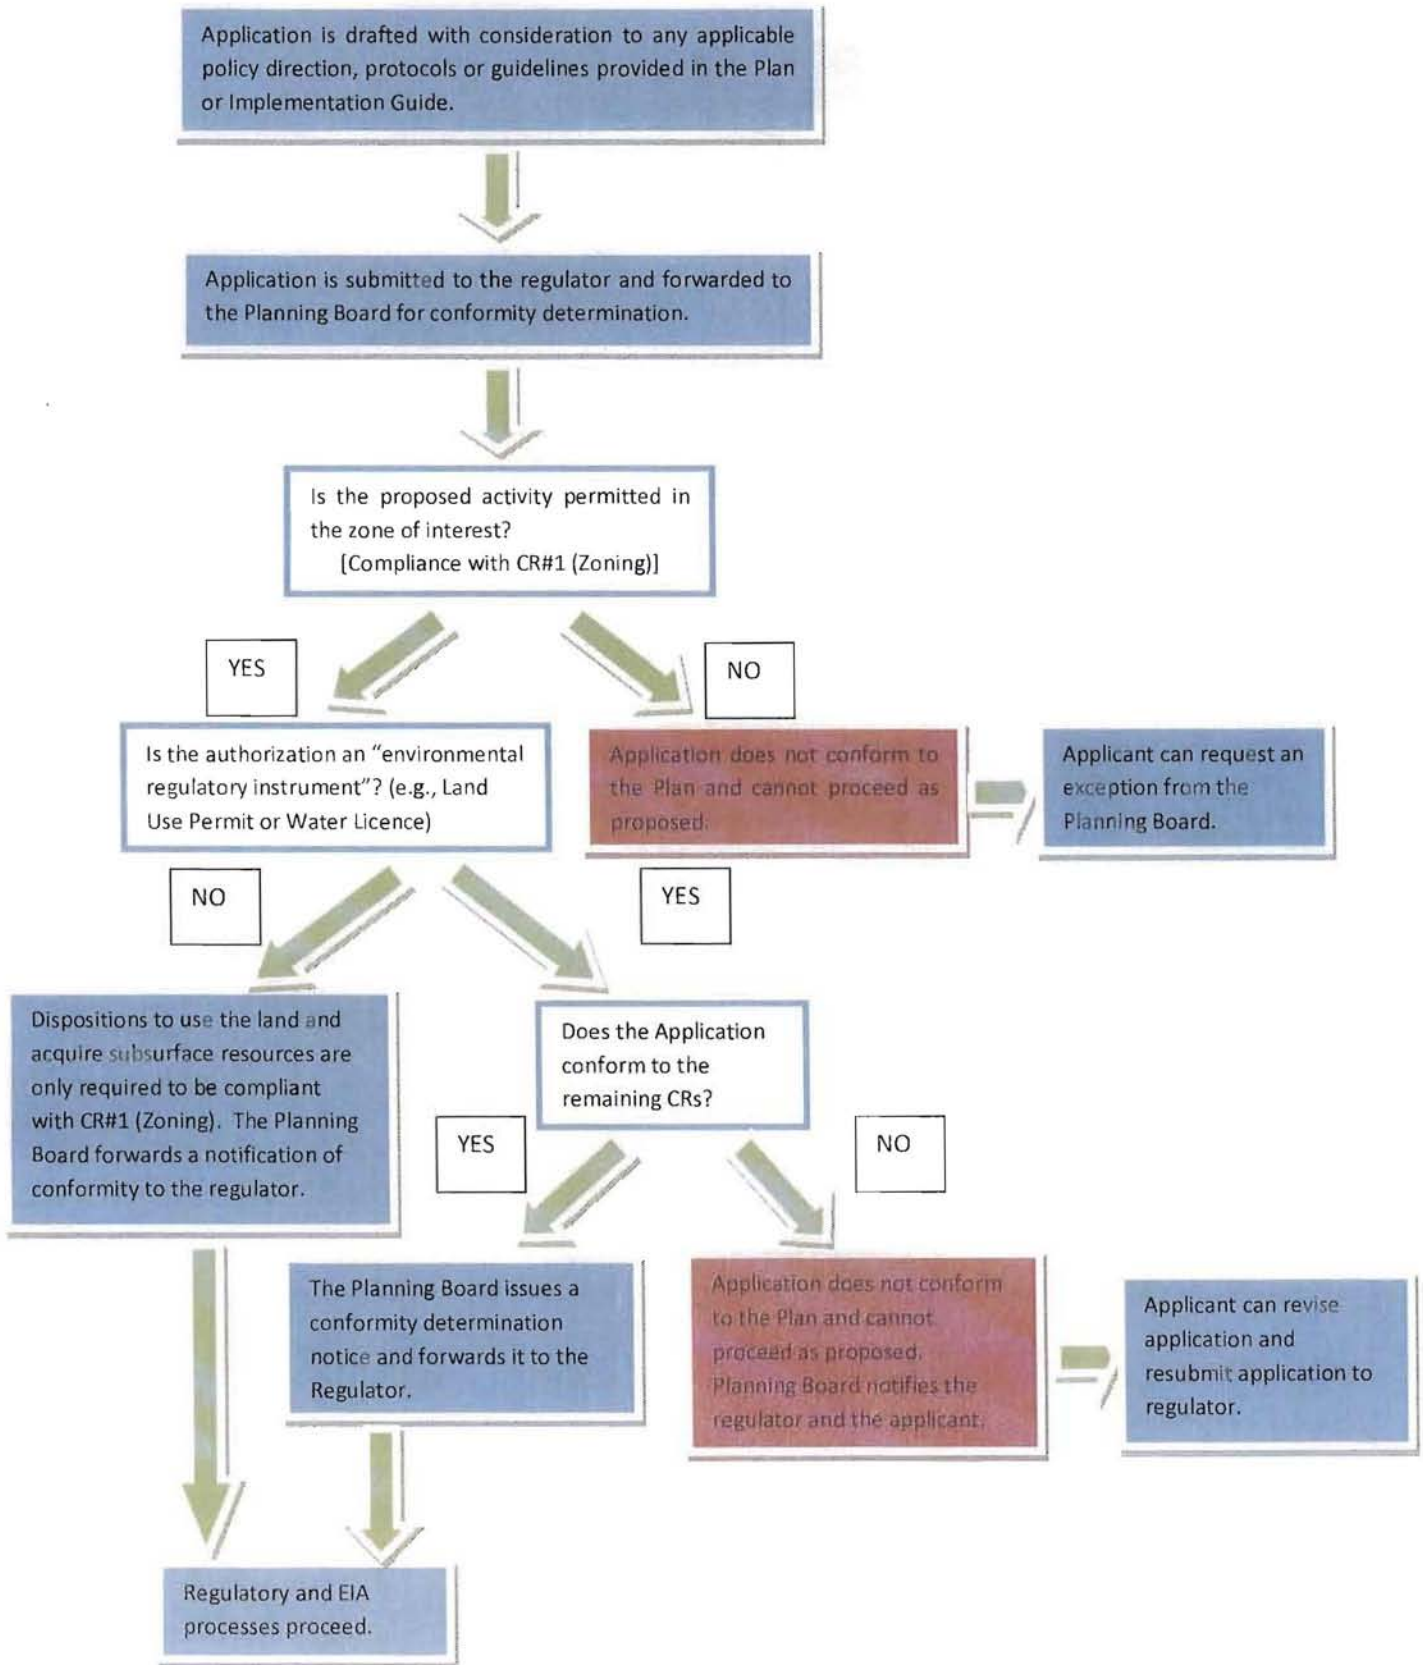 Application is drafted with consideration to any applicable
policy direction, protocols or guidelines provided in the Plan
or Implementation Guide.
Application is submitted to the regulator and forwarded to
the Planning Board for conformity determination.
Is the proposed activity permitted in
the zone of interest?
[Compliance with CR#1 (Zoning)]
YES
NO
Is the authorization an “environmental
regulatory instrument”? (e.g., Land
Use Permit or Water Licence)
Application does not conform to
the Plan and cannot proceed as
proposed.
Applicant can request an
exception from the
Planning Board.
NO
YES
Dispositions to use the land and
acquire subsurface resources are
only required to be compliant
with CR#1 (Zoning). The Planning
Board forwards a notification of
conformity to the regulator.
Does the Application
conform to the
remaining CRs?
YES
NO
The Planning Board issues a
conformity determination
notice and forwards it to the
Regulator.
Application does not conform
to the Plan and cannot
proceed as proposed.
Planning Board notifies the
regulator and the applicant.
Applicant can revise
application and
resubmit application to
regulator.
Regulatory and EIA
processes proceed.